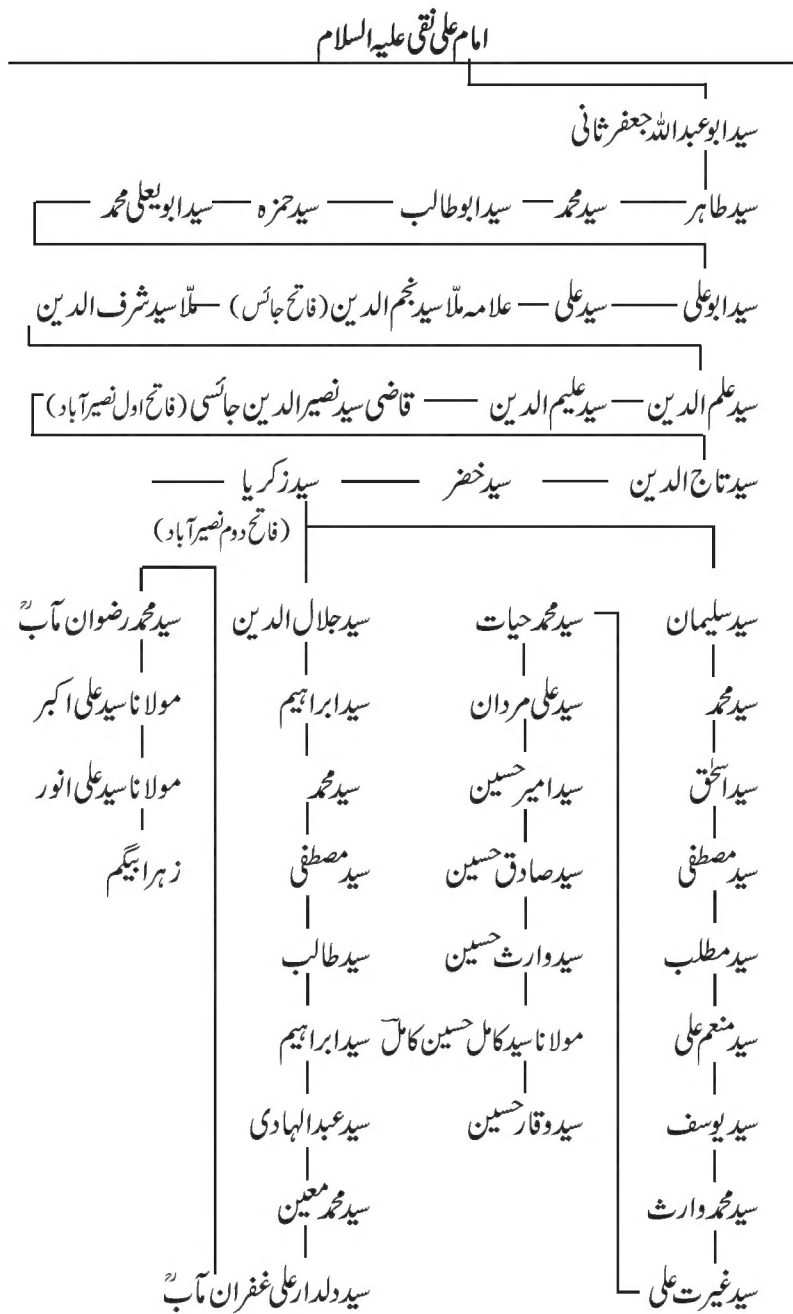 امام علی نقی علیہ السلام
سید ابو عبداللہ جعفر ثانی
سید طاہر — سید محمد — سید ابو طالب — سید حمزہ — سید ابو یعلی محمد
سید ابو علی — سید علی — علامہ ملّا سید نجم الدین (فاتح جائس) — ملّا سید شرف الدین
سید علم الدین — سید علیم الدین — قاضی سید نصیر الدین جائسی (فاتح اول نصیرآباد)
سید تاج الدین — سید خضر — سید زکریا —
(فاتح دوم نصیرآباد)
سید سلیمان سید محمد حیات سید جلال الدین سید محمد رضوان مآبؒ
سید محمد سید علی مردان سید ابراہیم مولانا سید علی اکبر
سید اسحٰق سید امیر حسین سید محمد مولانا سید علی انور
سید مصطفی سید صادق حسین سید مصطفی زہرا بیگم
سید مطلب سید وارث حسین سید طالب
سید منعم علی مولانا سید کامل حسین کاملؔ سید ابراہیم
سید یوسف سید وقار حسین سید عبدالہادی
سید محمد وارث سید محمد معین
سید غیرت علی سید دلدار علی غفران مآبؒ